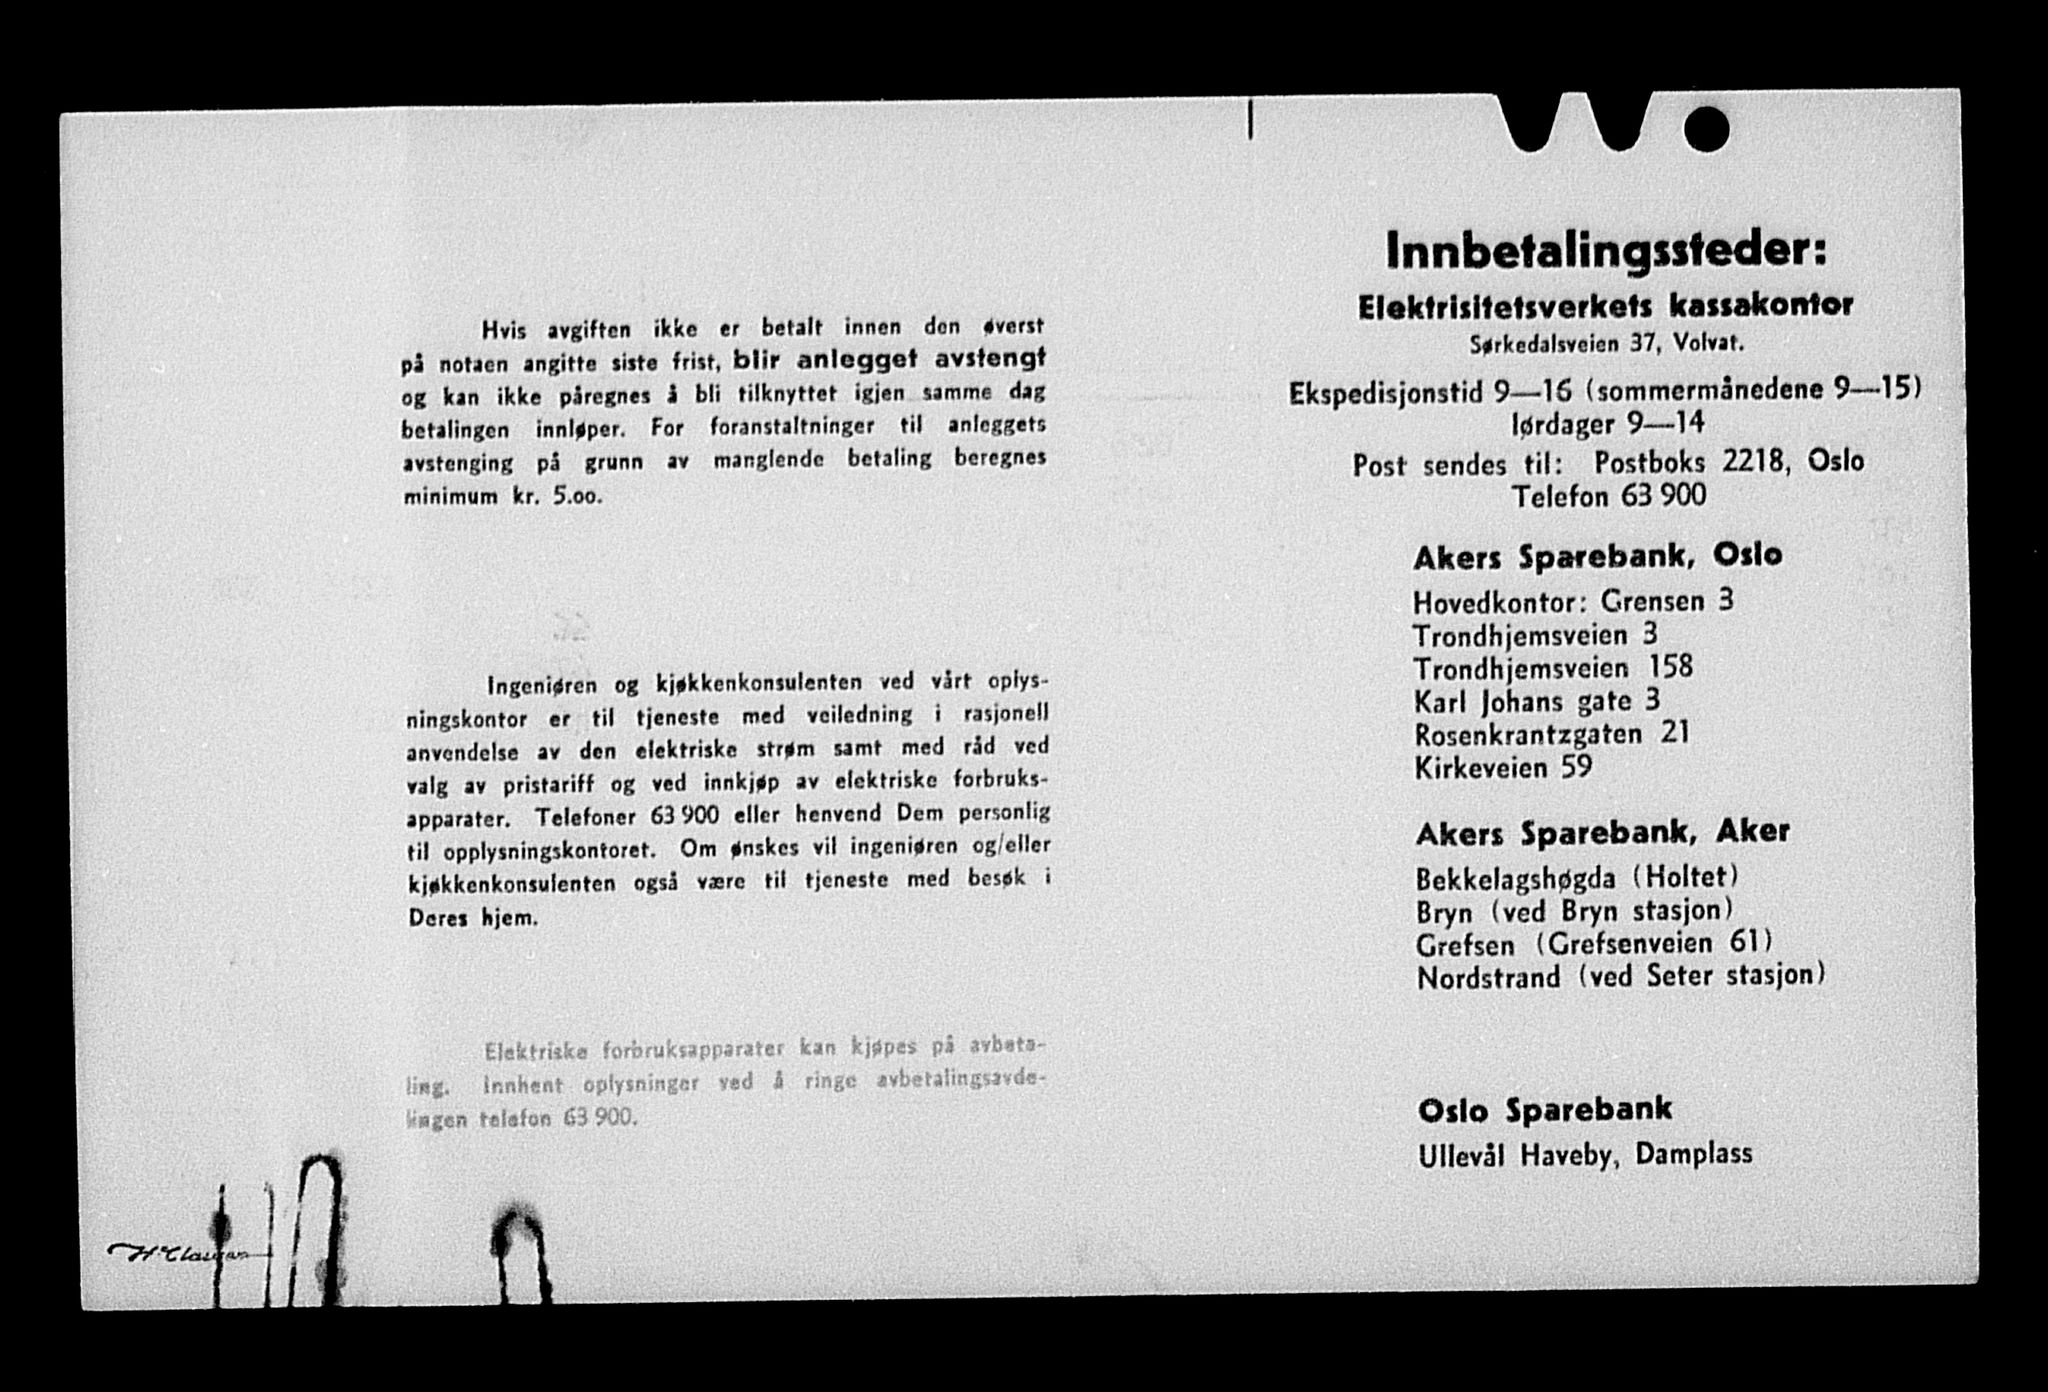 Hvis avgiften ikke er betalt innen den øverst
på notaen angitte siste frist, blir anlegget avstengt
og kan ikke påregnes å bli tilknyttet igjen samme dag
betalingen innløper. For foranstaltninger til anleggets
avstenging på grunn av manglende betaling beregnes
minimum kr. 5.oo.
Ingeniøren og kjøkkenkonsulenten ved vårt oplys-
ningskontor er til tjeneste med veiledning i rasjonell
anvendelse av den elektriske strøm samt med råd ved
valg av pristariff og ved innkjøp av elektriske forbruks-
apparater. Telefoner 63 900 eller henvend Dem personlig
til opplysningskontoret. Om ønskes vil ingeniøren og/eller
kjøkkenkonsulenten også være til tjeneste med besøk i
Deres hjem.
Elektriske forbruksapparater kan kjøpes på avbeta-
ling. Innhent oplysninger ved å ringe avbetalingsavde-
lingen telefon 63 900.
Innbetalingssteder:
Elektrisitetsverkets kassakontor
Sørkedalsveien 37, Volvat.
Ekspedisjonstid 9—16 (sommermånedene 9—15)
lørdager 9—14
Post sendes til: Postboks 2218, Oslo
Telefon 63 900
Akers Sparebank, Oslo
Hovedkontor: Grensen 3
Trondhjemsveien 3
Trondhjemsveien 158
Karl Johans gate 3
Rosenkrantzgaten 21
Kirkeveien 59
Akers Sparebank, Aker
Bekkelagshøgda (Holtet)
Bryn (ved Bryn stasjon)
Grefsen (Grefsenveien 61)
Nordstrand (ved Seter stasjon)
Oslo Sparebank
Ullevål Haveby, Damplass